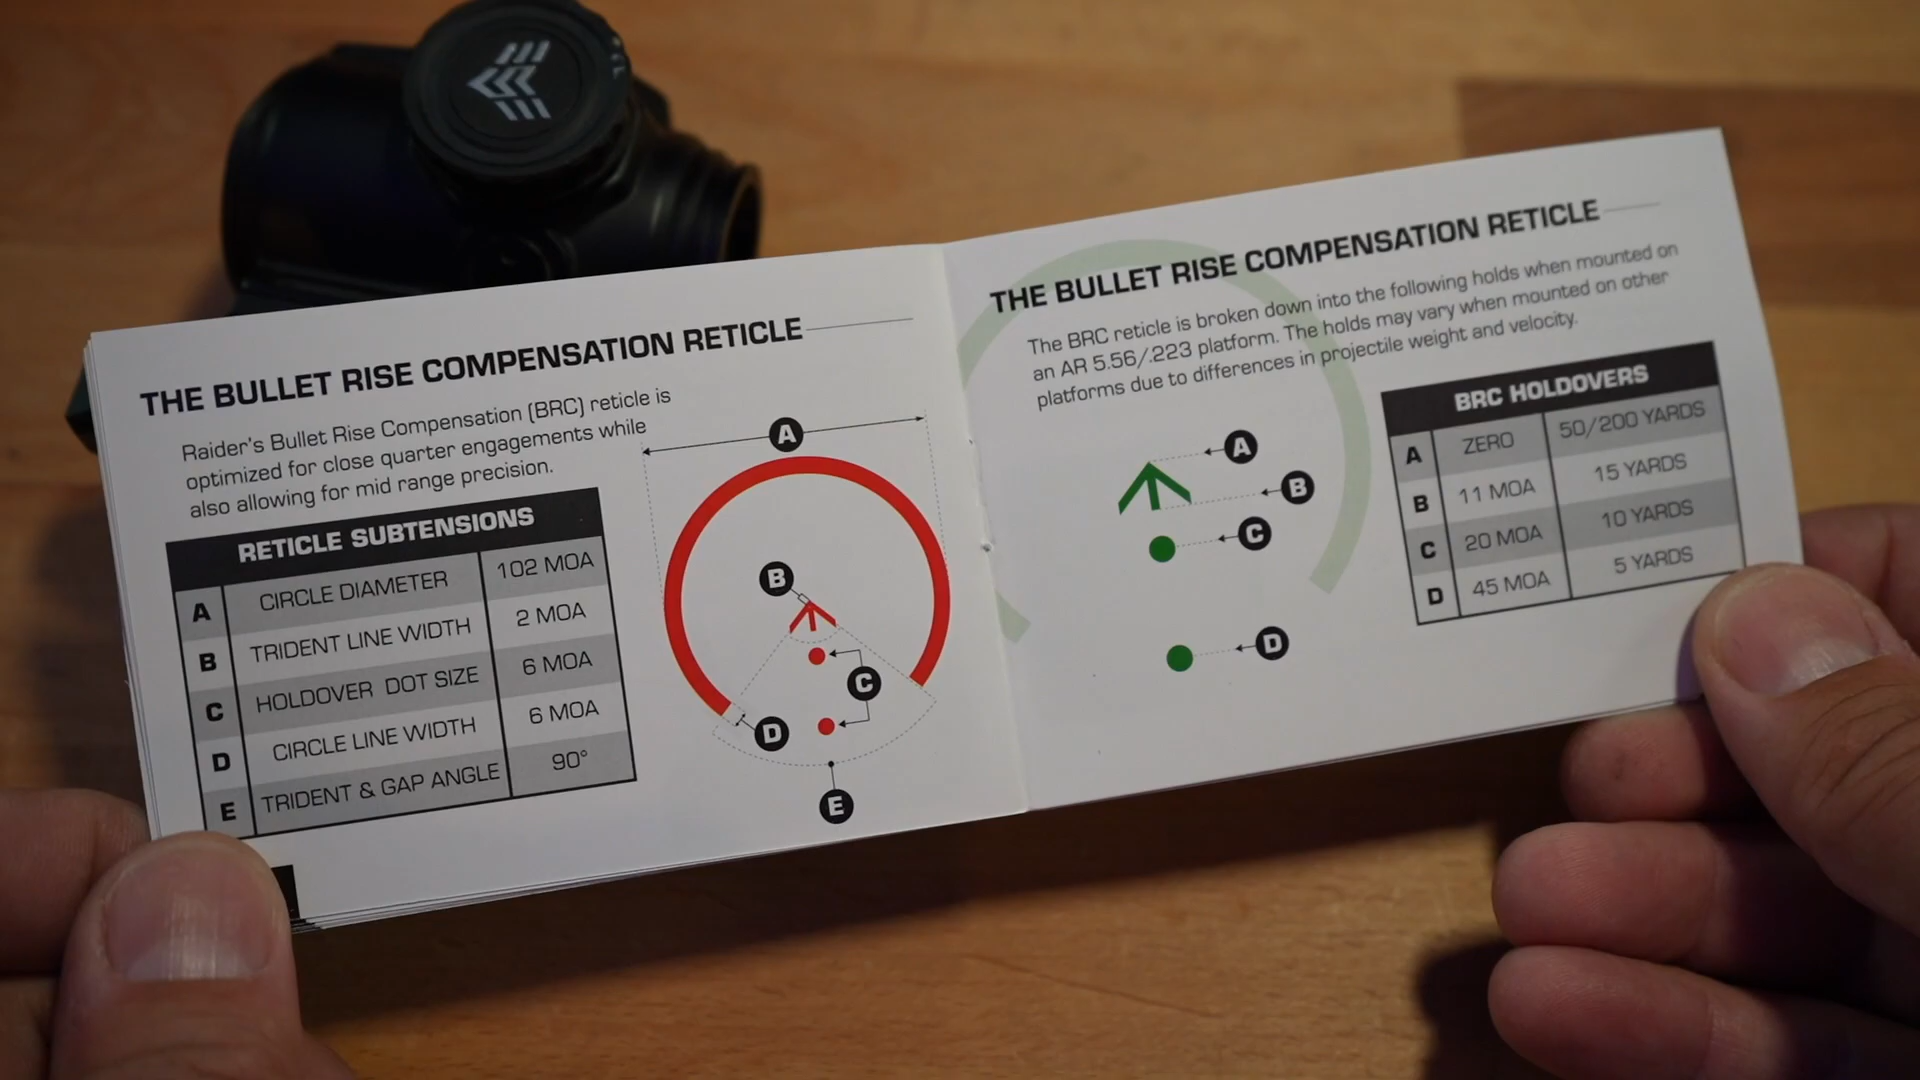 THE BULLET RISE COMPENSATION RETICLE
Raider's Bullet Rise Compensation (BRC) reticle is
optimized for close quarter engagements while
also allowing for mid range precision.
RETICLE SUBTENSIONS
A CIRCLE DIAMETER 102 MOA
B TRIDENT LINE WIDTH 2 MOA
C HOLDOVER DOT SIZE 6 MOA
D CIRCLE LINE WIDTH 6 MOA
E TRIDENT & GAP ANGLE 90°
A
B
C
D
E
THE BULLET RISE COMPENSATION RETICLE
The BRC reticle is broken down into the following holds when mounted on
an AR 5.56/.223 platform. The holds may vary when mounted on other
platforms due to differences in projectile weight and velocity.
A
B
C
D
BRC HOLDOVERS
A ZERO 50/200 YARDS
B 11 MOA 15 YARDS
C 20 MOA 10 YARDS
D 45 MOA 5 YARDS